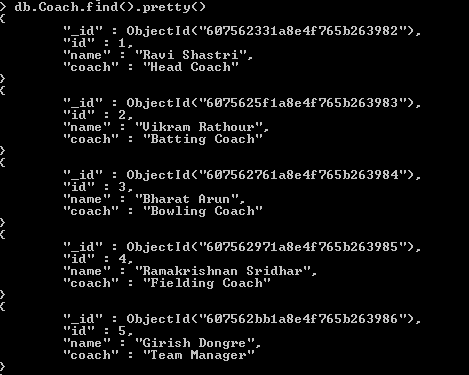 > db.Coach.find().pretty()
{
"_id" : ObjectId("607562331a8e4f765b263982"),
"id" : 1,
"name" : "Ravi Shastri",
"coach" : "Head Coach"
}
{
"_id" : ObjectId("6075625f1a8e4f765b263983"),
"id" : 2,
"name" : "Vikram Rathour",
"coach" : "Batting Coach"
}
{
"_id" : ObjectId("607562761a8e4f765b263984"),
"id" : 3,
"name" : "Bharat Arun",
"coach" : "Bowling Coach"
}
{
"_id" : ObjectId("607562971a8e4f765b263985"),
"id" : 4,
"name" : "Ramakrishnan Sridhar",
"coach" : "Fielding Coach"
}
{
"_id" : ObjectId("607562bb1a8e4f765b263986"),
"id" : 5,
"name" : "Girish Dongre",
"coach" : "Team Manager"
}